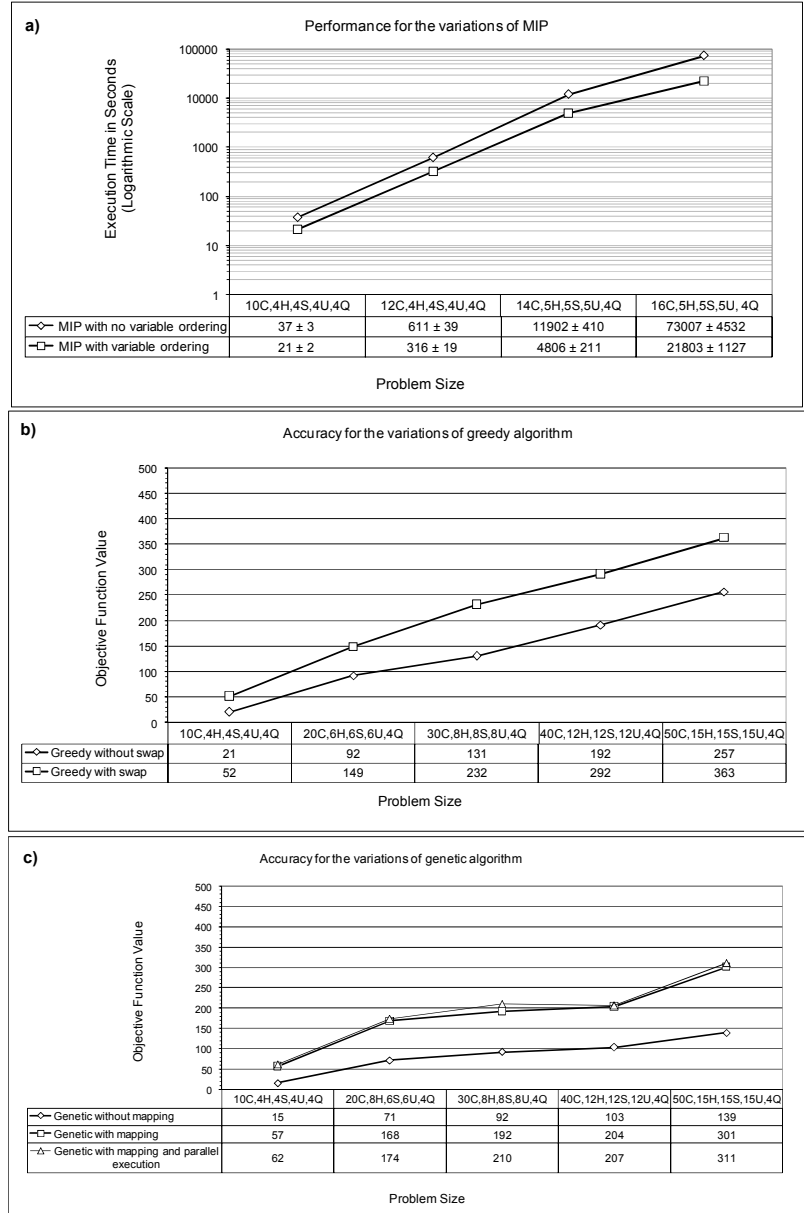 a)
Performance for the variations of MIP
Execution Time in Seconds
(Logarithmic Scale)
100000
10000
1000
100
10
1
10C,4H,4S,4U,4Q 12C,4H,4S,4U,4Q 14C,5H,5S,5U,4Q 16C,5H,5S,5U, 4Q
MIP with no variable ordering 37 ± 3 611 ± 39 11902 ± 410 73007 ± 4532
MIP with variable ordering 21 ± 2 316 ± 19 4806 ± 211 21803 ± 1127
Problem Size
b)
Accuracy for the variations of greedy algorithm
Objective Function Value
500
450
400
350
300
250
200
150
100
50
0
10C,4H,4S,4U,4Q 20C,6H,6S,6U,4Q 30C,8H,8S,8U,4Q 40C,12H,12S,12U,4Q 50C,15H,15S,15U,4Q
Greedy without swap 21 92 131 192 257
Greedy with swap 52 149 232 292 363
Problem Size
c)
Accuracy for the variations of genetic algorithm
Objective Function Value
500
450
400
350
300
250
200
150
100
50
0
10C,4H,4S,4U,4Q 20C,8H,6S,6U,4Q 30C,8H,8S,8U,4Q 40C,12H,12S,12U,4Q 50C,15H,15S,15U,4Q
Genetic without mapping 15 71 92 103 139
Genetic with mapping 57 168 192 204 301
Genetic with mapping and parallel
execution 62 174 210 207 311
Problem Size